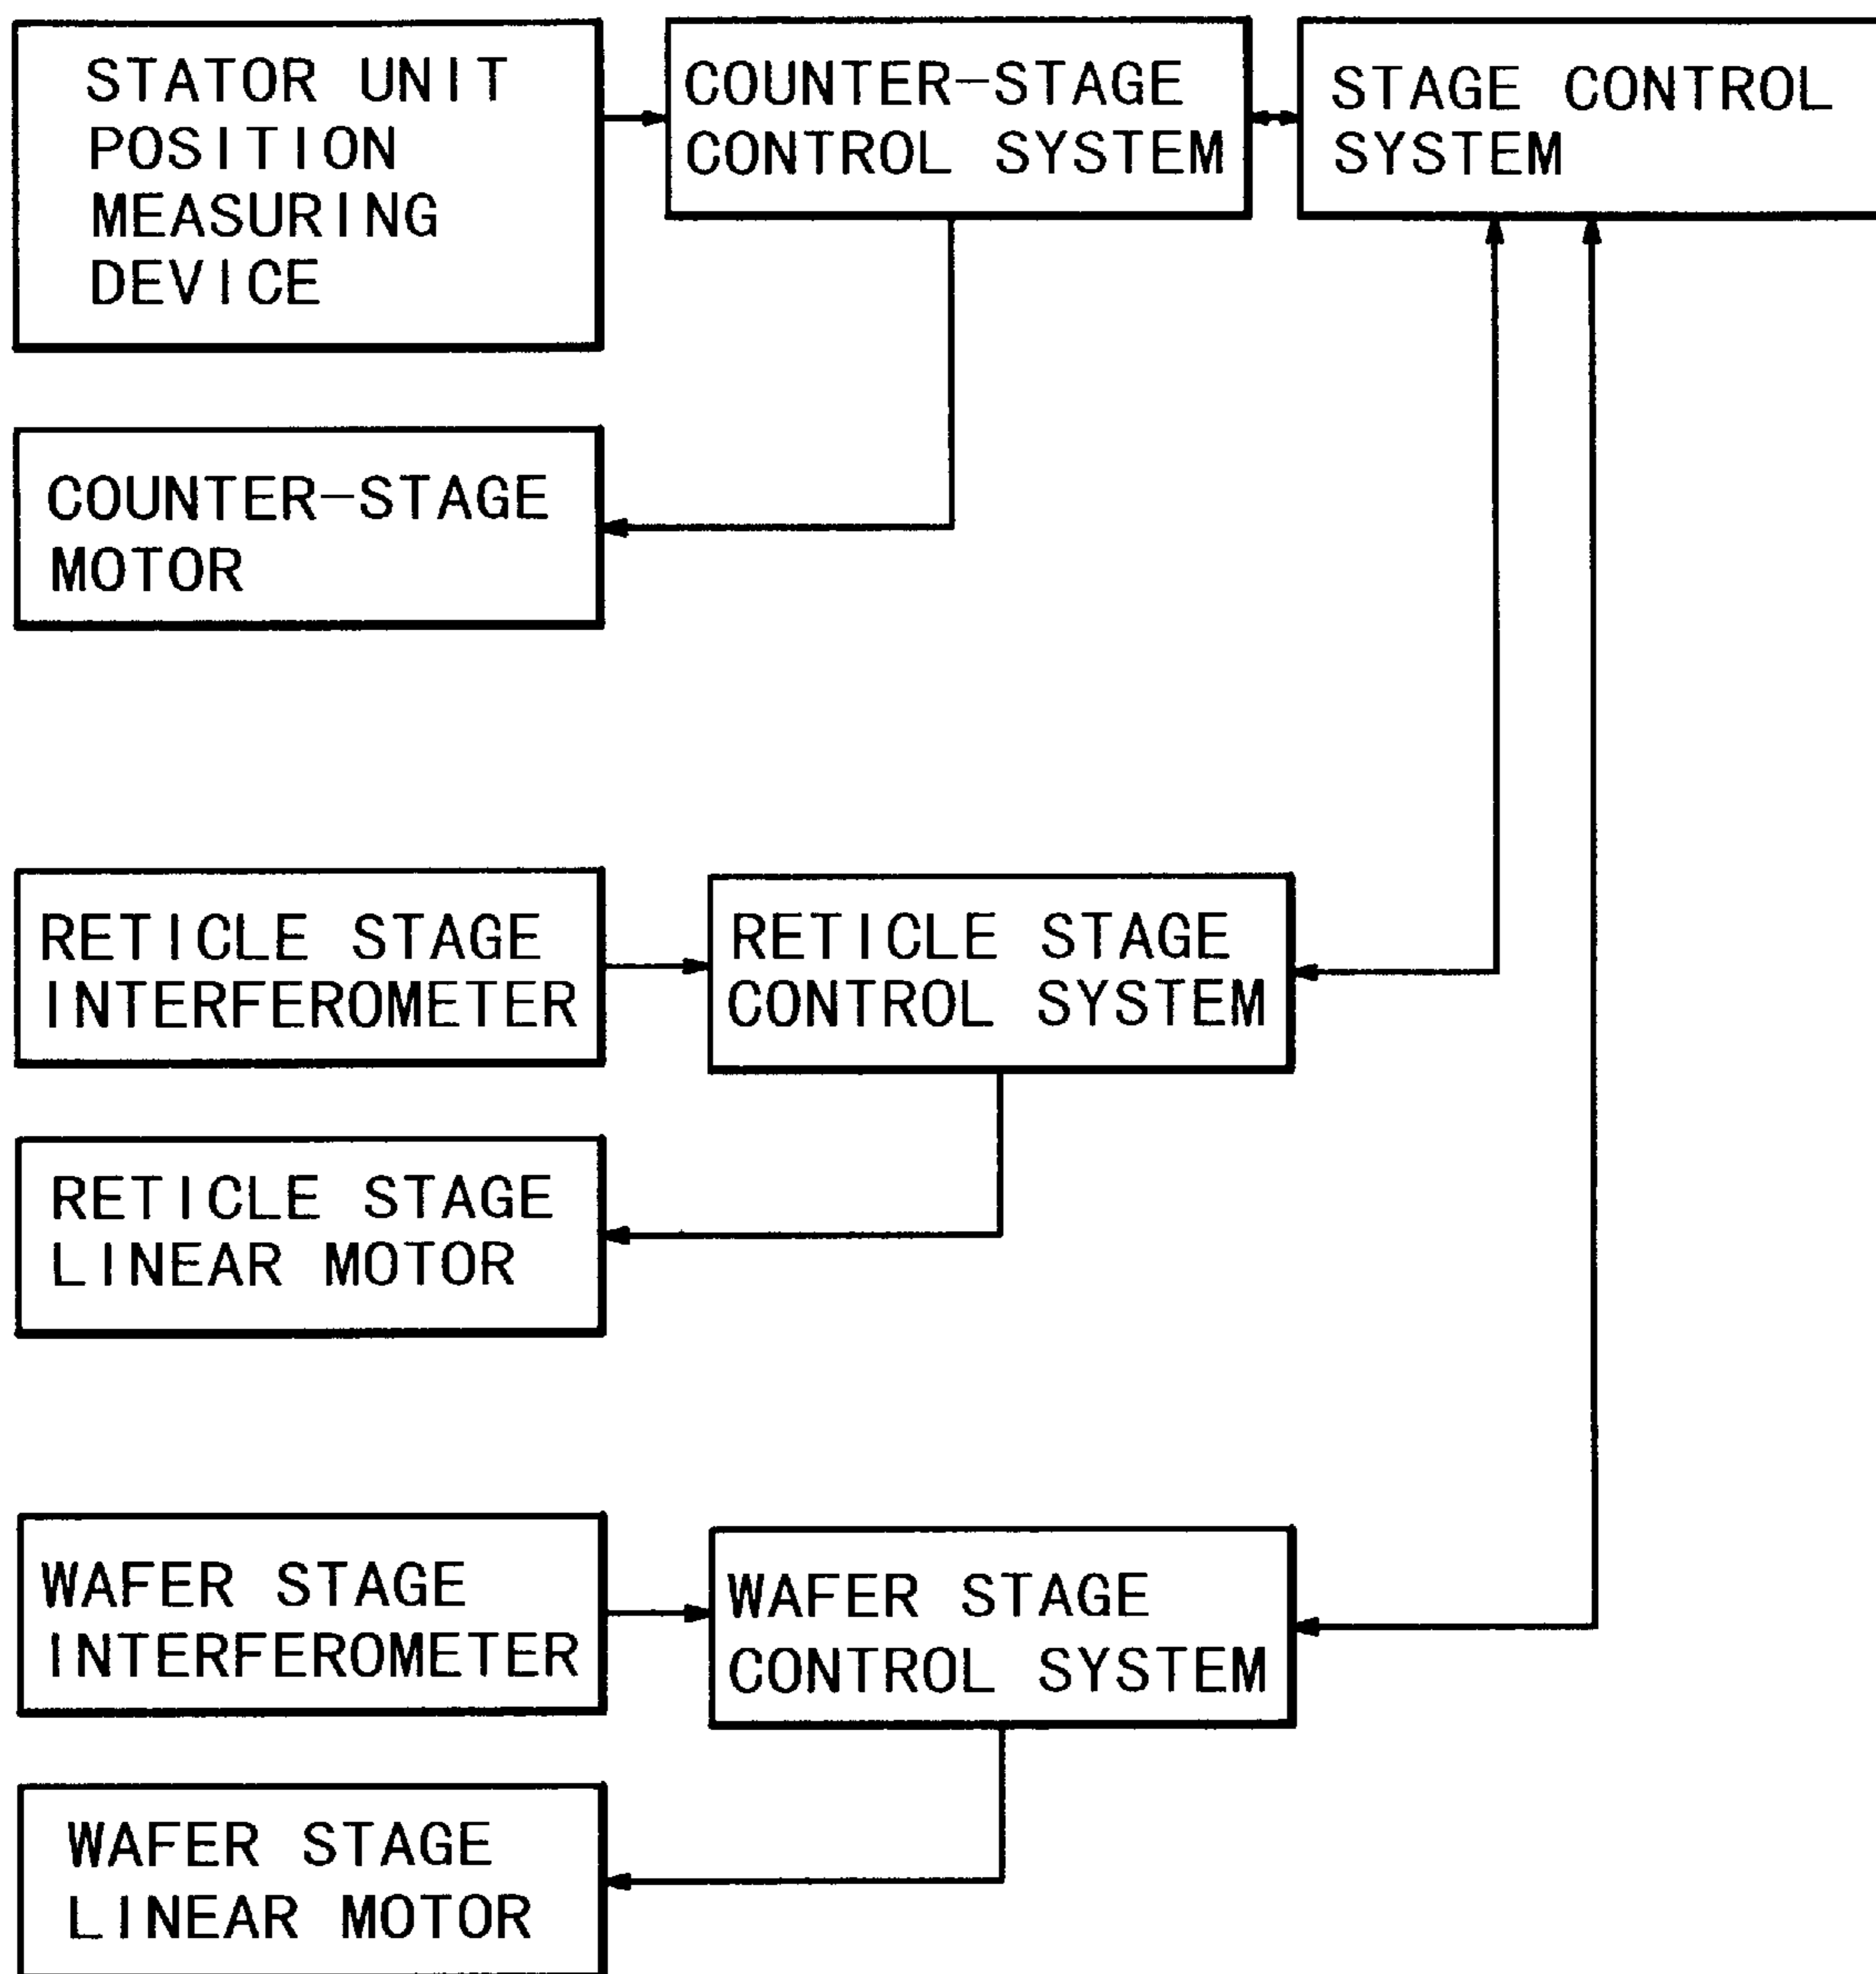 STATOR UNIT
POSITION
MEASURING
DEVICE
COUNTER-STAGE
CONTROL SYSTEM
STAGE CONTROL
SYSTEM
COUNTER-STAGE
MOTOR
RETICLE STAGE
INTERFEROMETER
RETICLE STAGE
CONTROL SYSTEM
RETICLE STAGE
LINEAR MOTOR
WAFER STAGE
INTERFEROMETER
WAFER STAGE
CONTROL SYSTEM
WAFER STAGE
LINEAR MOTOR